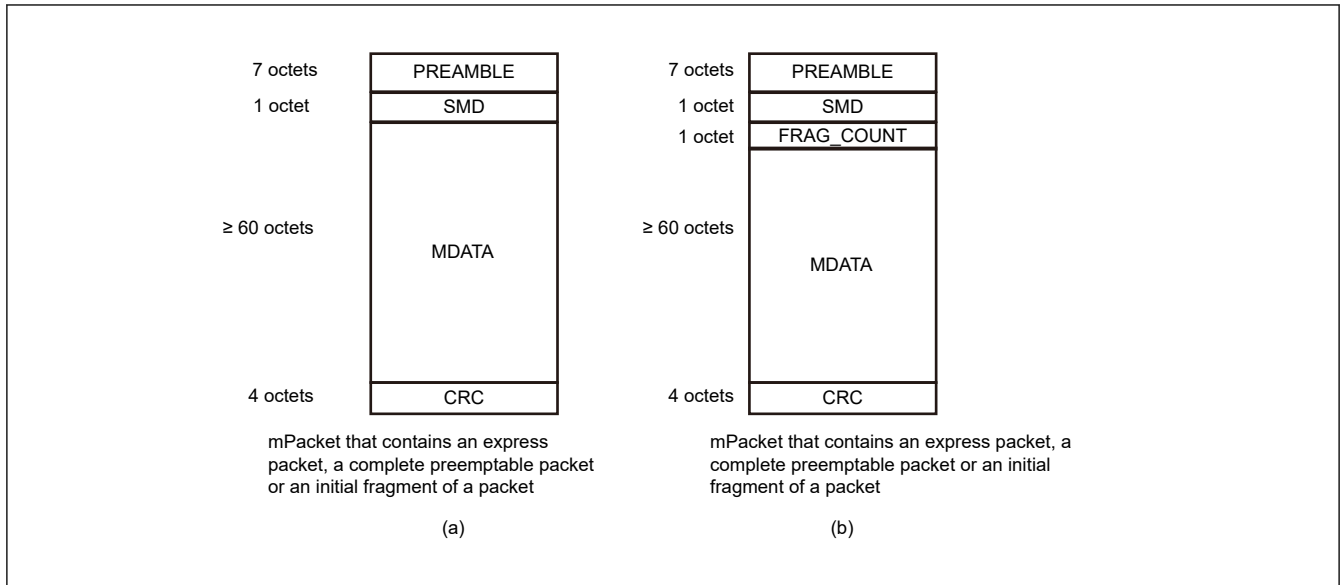 7 octets
PREAMBLE
1 octet
SMD
≥ 60 octets
MDATA
4 octets
CRC
mPacket that contains an express
packet, a complete preemptable packet
or an initial fragment of a packet
(a)
7 octets
PREAMBLE
1 octet
SMD
1 octet
FRAG_COUNT
≥ 60 octets
MDATA
4 octets
CRC
mPacket that contains an express packet, a
complete preemptable packet or an initial
fragment of a packet
(b)